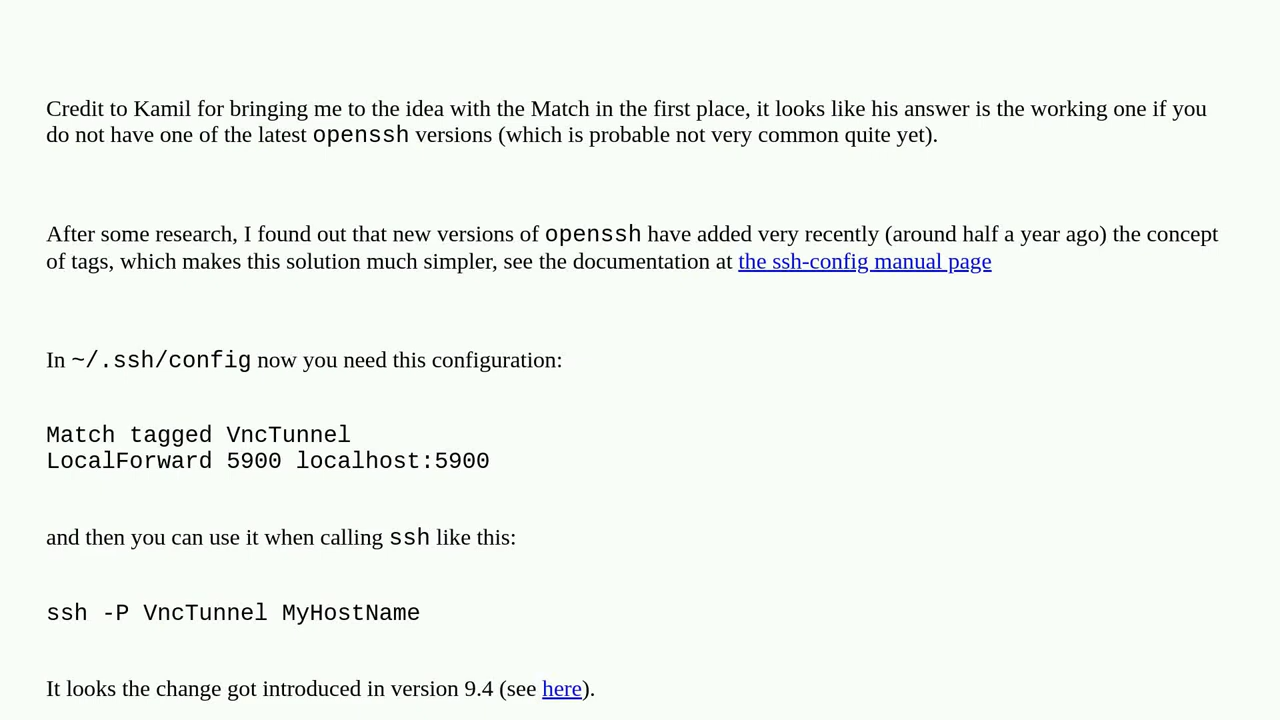 Credit to Kamil for bringing me to the idea with the Match in the first place, it looks like his answer is the working one if you
do not have one of the latest openssh versions (which is probable not very common quite yet).
After some research, I found out that new versions of openssh have added very recently (around half a year ago) the concept
of tags, which makes this solution much simpler, see the documentation at the ssh-config manual page
In ~/.ssh/config now you need this configuration:
Match tagged VncTunnel
LocalForward 5900 localhost:5900
and then you can use it when calling ssh like this:
ssh -P VncTunnel MyHostName
It looks the change got introduced in version 9.4 (see here).